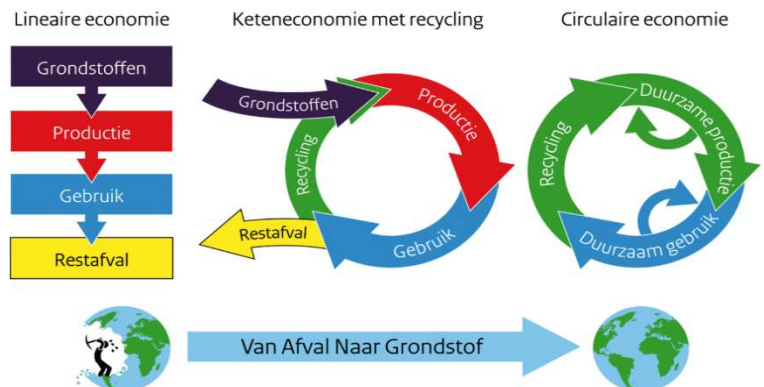 Lineaire economie
Grondstoffen
Productie
Gebruik
Restafval
Keteneconomie met recycling
Grondstoffen
Productie
Recycling
Restafval
Gebruik
Circulaire economie
Duurzame productie
Recycling
Duurzaam gebruik
Van Afval Naar Grondstof